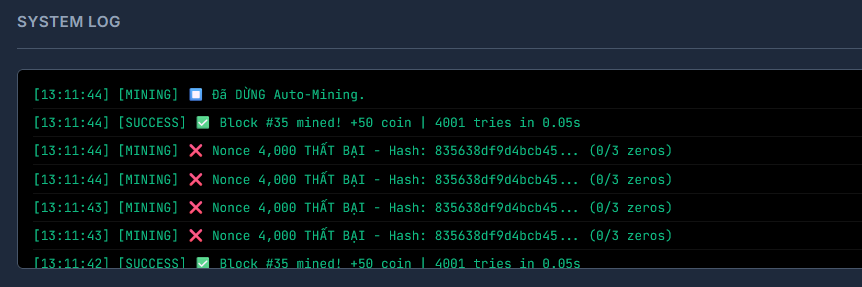 SYSTEM LOG
[13:11:44] [MINING] ⏹️ Đã DỪNG Auto-Mining.
[13:11:44] [SUCCESS] ✅ Block #35 mined! +50 coin | 4001 tries in 0.05s
[13:11:44] [MINING] ❌ Nonce 4,000 THẤT BẠI - Hash: 835638df9d4bcb45... (0/3 zeros)
[13:11:44] [MINING] ❌ Nonce 4,000 THẤT BẠI - Hash: 835638df9d4bcb45... (0/3 zeros)
[13:11:43] [MINING] ❌ Nonce 4,000 THẤT BẠI - Hash: 835638df9d4bcb45... (0/3 zeros)
[13:11:43] [MINING] ❌ Nonce 4,000 THẤT BẠI - Hash: 835638df9d4bcb45... (0/3 zeros)
[13:11:42] [SUCCESS] ✅ Block #35 mined! +50 coin | 4001 tries in 0.05s